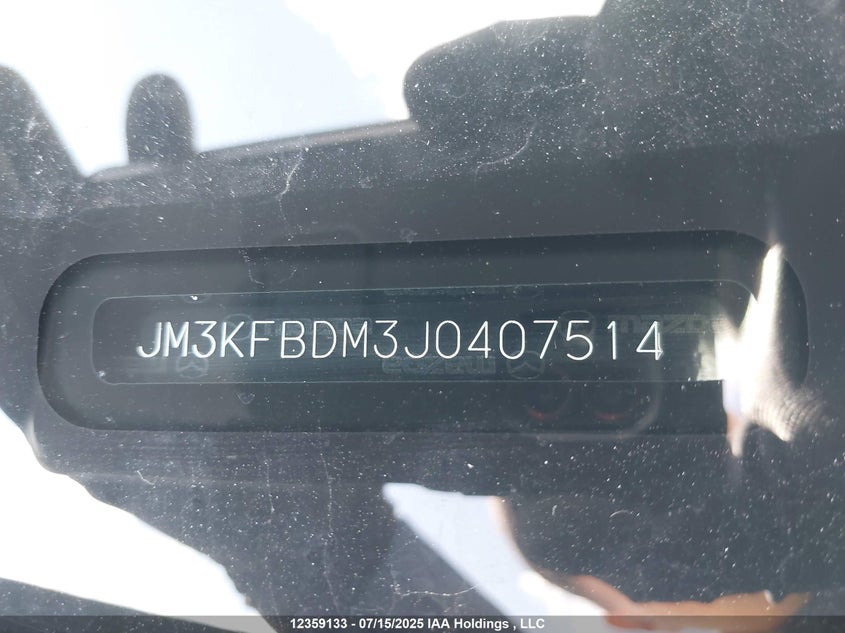 JM3KFBDM3J0407514
12359133 - 07/15/2025 IAA Holdings , LLC